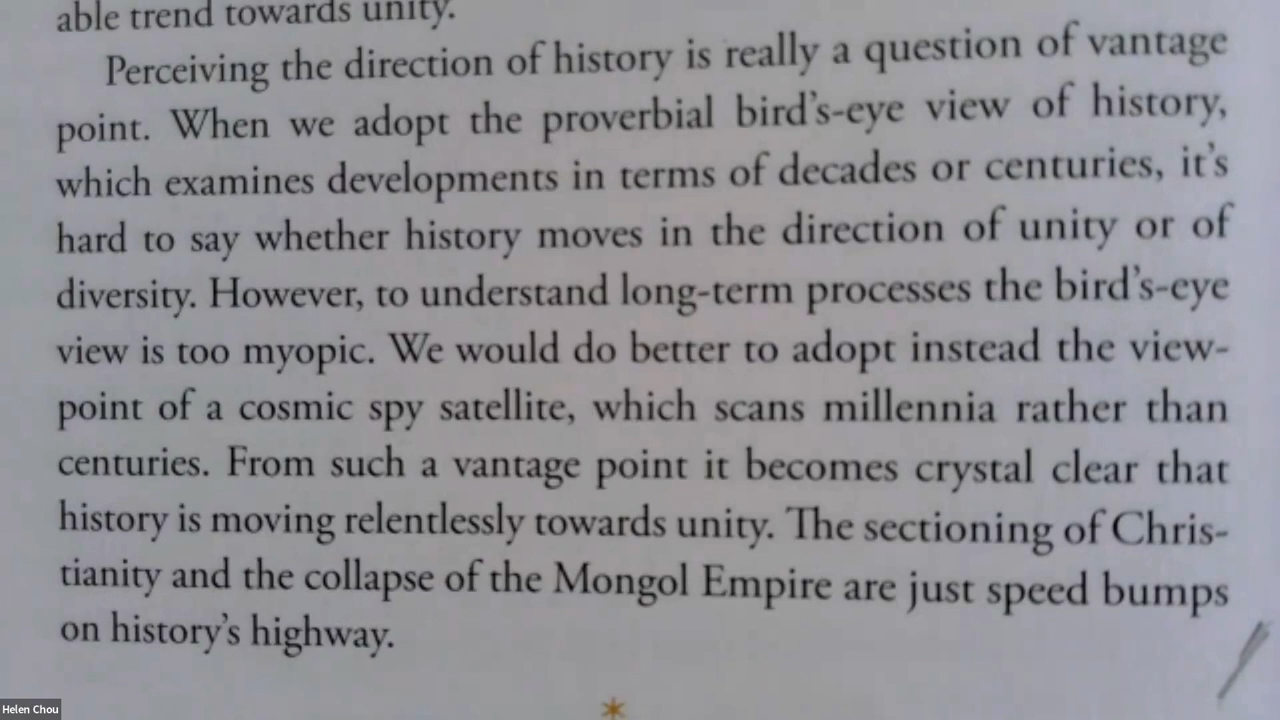 able trend towards unity.
Perceiving the direction of history is really a question of vantage
point. When we adopt the proverbial bird’s-eye view of history,
which examines developments in terms of decades or centuries, it’s
hard to say whether history moves in the direction of unity or of
diversity. However, to understand long-term processes the bird’s-eye
view is too myopic. We would do better to adopt instead the view-
point of a cosmic spy satellite, which scans millennia rather than
centuries. From such a vantage point it becomes crystal clear that
history is moving relentlessly towards unity. The sectioning of Chris-
tianity and the collapse of the Mongol Empire are just speed bumps
on history’s highway.
Helen Chou